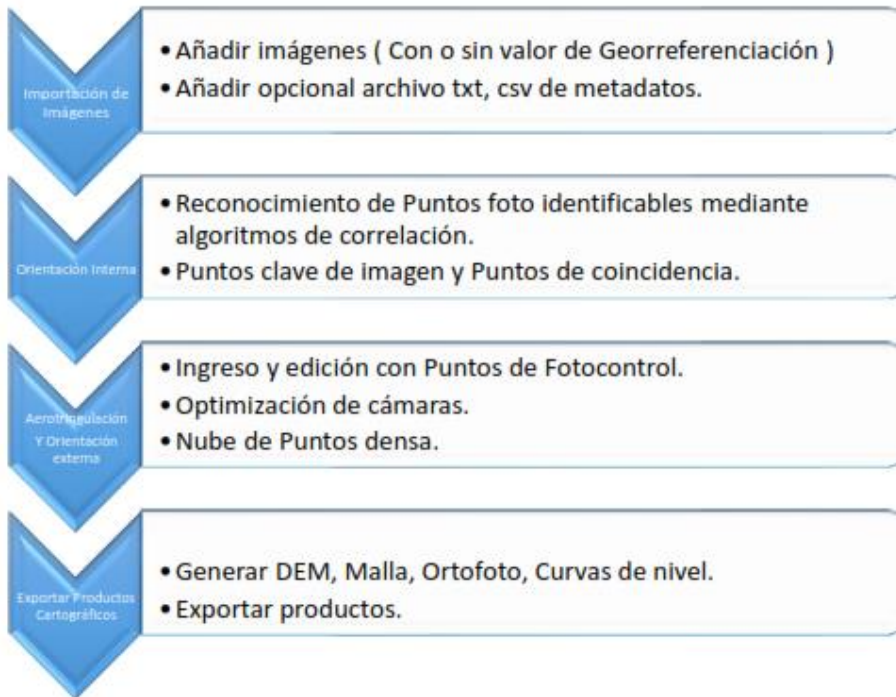 Importación de
Imágenes
• Añadir imágenes ( Con o sin valor de Georreferenciación )
• Añadir opcional archivo txt, csv de metadatos.
Orientación Interna
• Reconocimiento de Puntos foto identificables mediante
algoritmos de correlación.
• Puntos clave de imagen y Puntos de coincidencia.
Aerotringulación
Y Orientación
externa
• Ingreso y edición con Puntos de Fotocontrol.
• Optimización de cámaras.
• Nube de Puntos densa.
Exportar Productos
Cartográficos
• Generar DEM, Malla, Ortofoto, Curvas de nivel.
• Exportar productos.